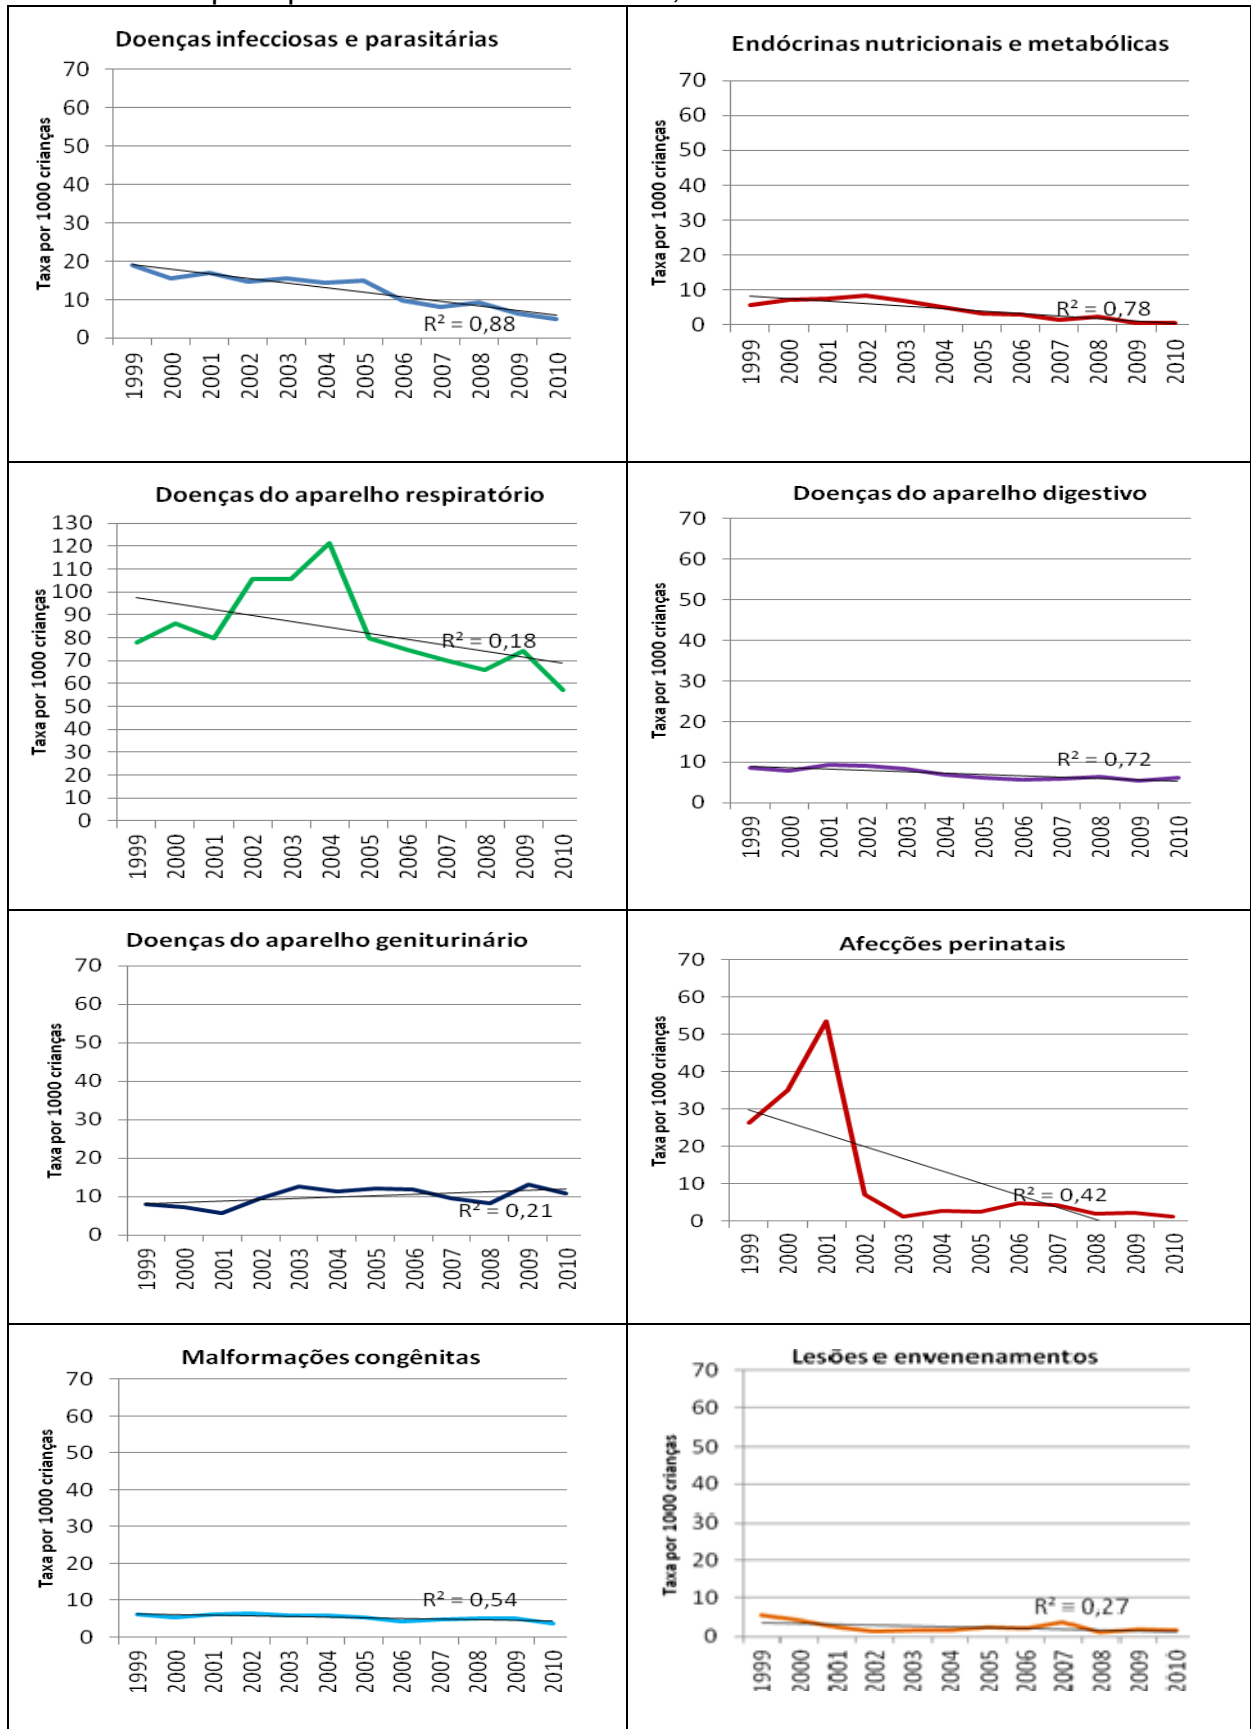 Doenças infecciosas e parasitárias
Taxa por 1000 crianças
70
60
50
40
30
20
10
0
R² = 0,88
1999 2000 2001 2002 2003 2004 2005 2006 2007 2008 2009 2010
Endócrinas nutricionais e metabólicas
Taxa por 1000 crianças
70
60
50
40
30
20
10
0
R² = 0,78
1999 2000 2001 2002 2003 2004 2005 2006 2007 2008 2009 2010
Doenças do aparelho respiratório
Taxa por 1000 crianças
130
120
110
100
90
80
70
60
50
40
30
20
10
0
R² = 0,18
1999 2000 2001 2002 2003 2004 2005 2006 2007 2008 2009 2010
Doenças do aparelho digestivo
Taxa por 1000 crianças
70
60
50
40
30
20
10
0
R² = 0,72
1999 2000 2001 2002 2003 2004 2005 2006 2007 2008 2009 2010
Doenças do aparelho geniturinário
Taxa por 1000 crianças
70
60
50
40
30
20
10
0
R² = 0,21
1999 2000 2001 2002 2003 2004 2005 2006 2007 2008 2009 2010
Afecções perinatais
Taxa por 1000 crianças
70
60
50
40
30
20
10
0
R² = 0,42
1999 2000 2001 2002 2003 2004 2005 2006 2007 2008 2009 2010
Malformações congênitas
Taxa por 1000 crianças
70
60
50
40
30
20
10
0
R² = 0,54
1999 2000 2001 2002 2003 2004 2005 2006 2007 2008 2009 2010
Lesões e envenenamentos
Taxa por 1000 crianças
70
60
50
40
30
20
10
0
R² = 0,27
1999 2000 2001 2002 2003 2004 2005 2006 2007 2008 2009 2010